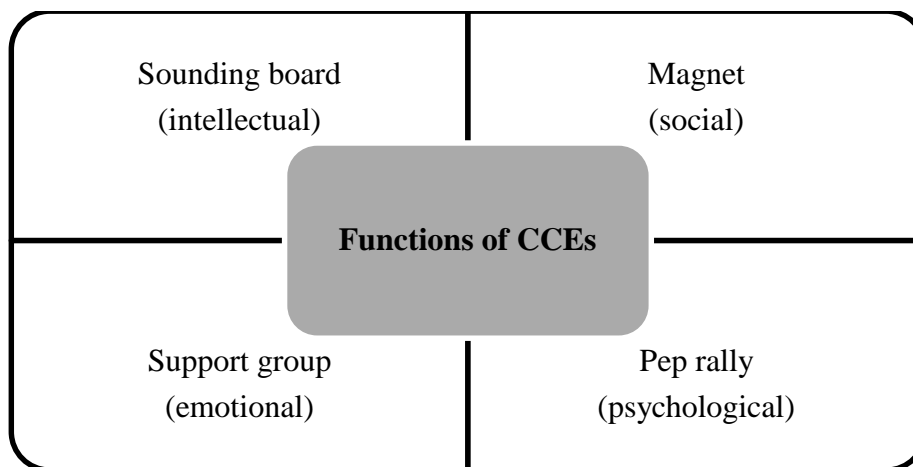 Sounding board
(intellectual)
Magnet
(social)
Functions of CCEs
Support group
(emotional)
Pep rally
(psychological)